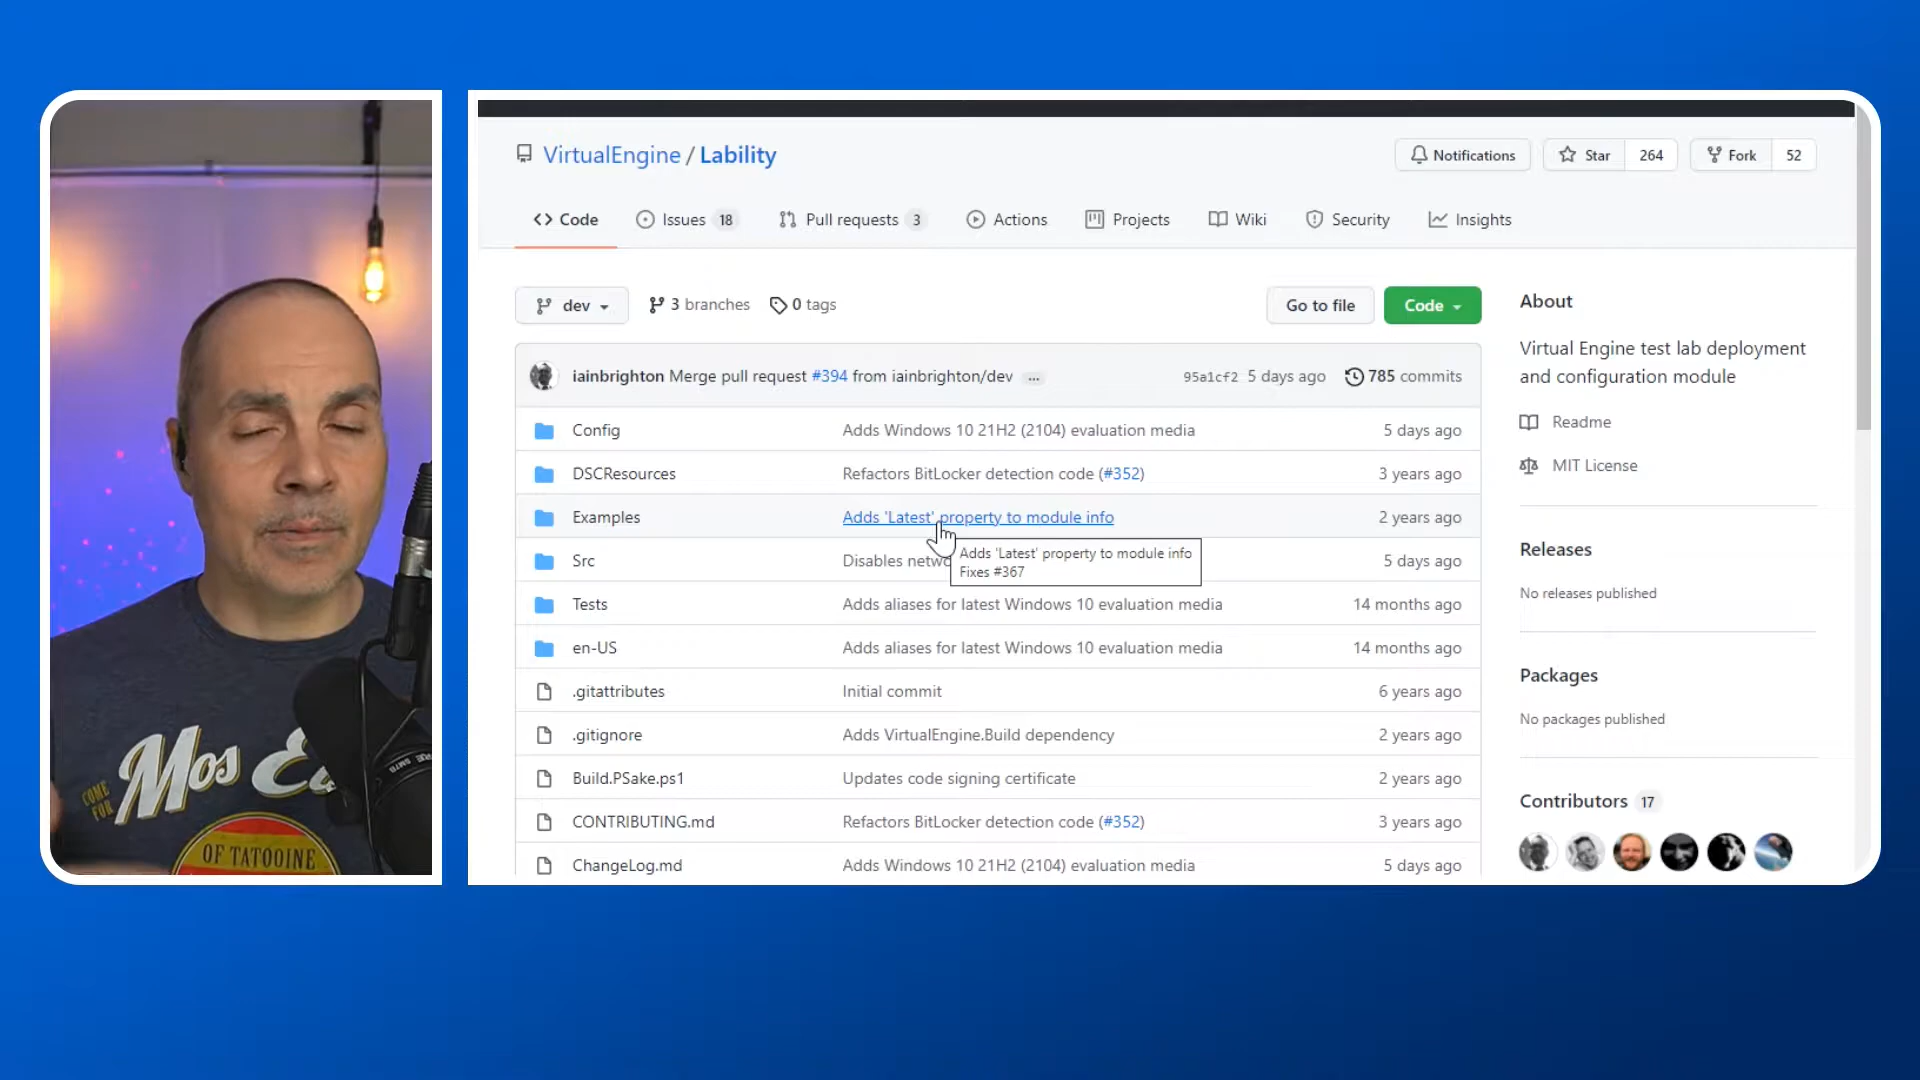 COME FOR
Mos E
OF TATOOINE
VirtualEngine / Lability
Notifications
Star 264
Fork 52
Code
Issues 18
Pull requests 3
Actions
Projects
Wiki
Security
Insights
dev
3 branches
0 tags
Go to file
Code
iainbrighton Merge pull request #394 from iainbrighton/dev ... 95a1cf2 5 days ago 785 commits
Config Adds Windows 10 21H2 (2104) evaluation media 5 days ago
DSCResources Refactors BitLocker detection code (#352) 3 years ago
Examples Adds 'Latest' property to module info 2 years ago
Adds 'Latest' property to module info
Fixes #367
Src Disables netwo 5 days ago
Tests Adds aliases for latest Windows 10 evaluation media 14 months ago
en-US Adds aliases for latest Windows 10 evaluation media 14 months ago
.gitattributes Initial commit 6 years ago
.gitignore Adds VirtualEngine.Build dependency 2 years ago
Build.PSake.ps1 Updates code signing certificate 2 years ago
CONTRIBUTING.md Refactors BitLocker detection code (#352) 3 years ago
ChangeLog.md Adds Windows 10 21H2 (2104) evaluation media 5 days ago
About
Virtual Engine test lab deployment
and configuration module
Readme
MIT License
Releases
No releases published
Packages
No packages published
Contributors 17